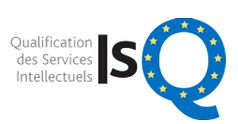 Qualification
des Services
Intellectuels
IsQ